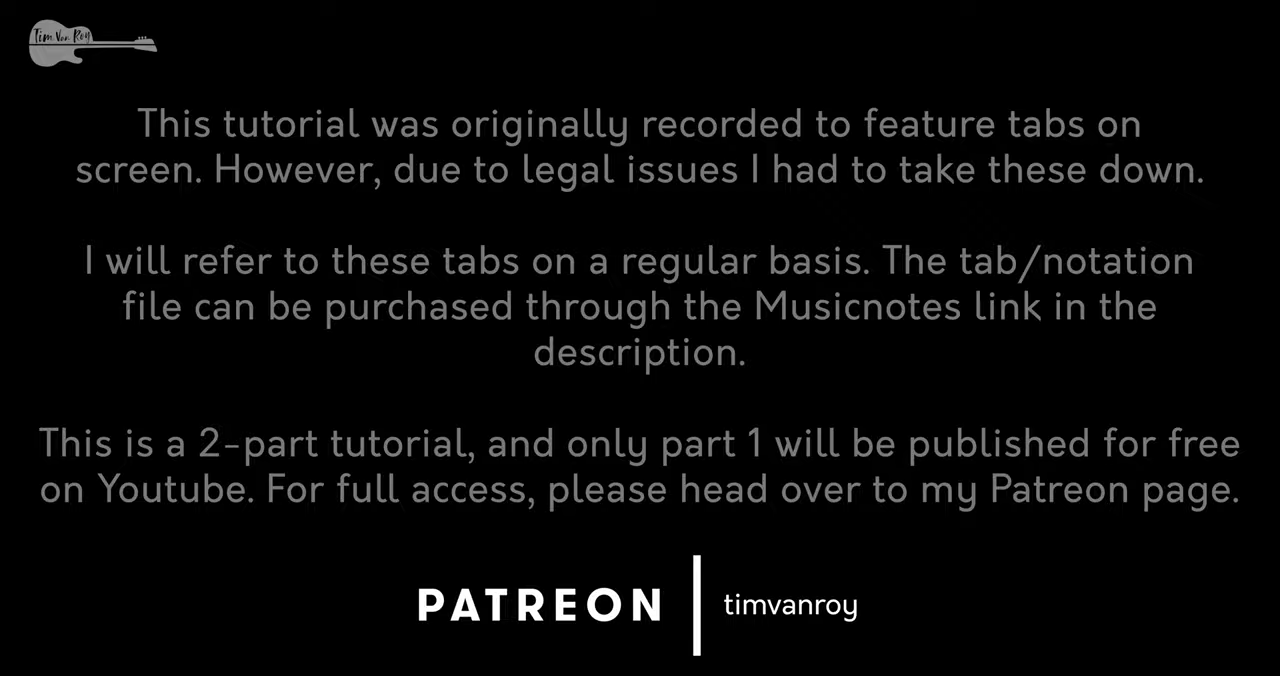 Tim Van Roy
This tutorial was originally recorded to feature tabs on
screen. However, due to legal issues I had to take these down.
I will refer to these tabs on a regular basis. The tab/notation
file can be purchased through the Musicnotes link in the
description.
This is a 2-part tutorial, and only part 1 will be published for free
on Youtube. For full access, please head over to my Patreon page.
PATREON
timvanroy